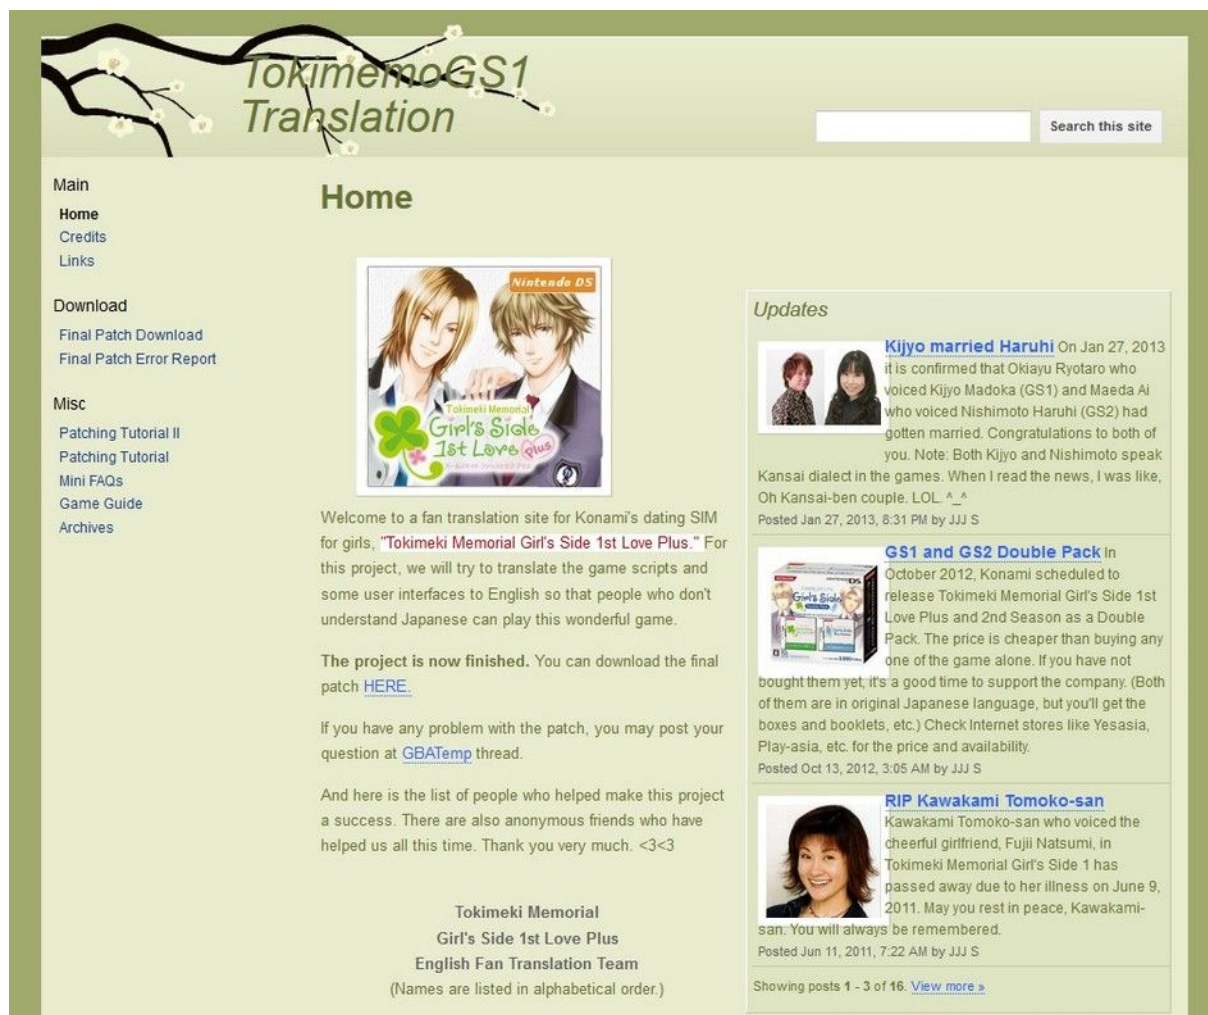 TokimemoGS1
Translation
Search this site
Main
Home
Credits
Links
Download
Final Patch Download
Final Patch Error Report
Misc
Patching Tutorial II
Patching Tutorial
Mini FAQs
Game Guide
Archives
Home
Nintendo DS
Tokimeki Memorial
Girl's Side
1st Love Plus
Welcome to a fan translation site for Konami's dating SIM
for girls, "Tokimeki Memorial Girl's Side 1st Love Plus." For
this project, we will try to translate the game scripts and
some user interfaces to English so that people who don't
understand Japanese can play this wonderful game.
The project is now finished. You can download the final
patch HERE.
If you have any problem with the patch, you may post your
question at GBATemp thread.
And here is the list of people who helped make this project
a success. There are also anonymous friends who have
helped us all this time. Thank you very much. <3<3
Tokimeki Memorial
Girl's Side 1st Love Plus
English Fan Translation Team
(Names are listed in alphabetical order.)
Updates
Kijyo married Haruhi On Jan 27, 2013
it is confirmed that Okiayu Ryotaro who
voiced Kijyo Madoka (GS1) and Maeda Ai
who voiced Nishimoto Haruhi (GS2) had
gotten married. Congratulations to both of
you. Note: Both Kijyo and Nishimoto speak
Kansai dialect in the games. When I read the news, I was like,
Oh Kansai-ben couple. LOL. ^_^
Posted Jan 27, 2013, 8:31 PM by JJJ S
GS1 and GS2 Double Pack In
October 2012, Konami scheduled to
release Tokimeki Memorial Girl's Side 1st
Love Plus and 2nd Season as a Double
Pack. The price is cheaper than buying any
one of the game alone. If you have not
bought them yet, it's a good time to support the company. (Both
of them are in original Japanese language, but you'll get the
boxes and booklets, etc.) Check Internet stores like Yesasia,
Play-asia, etc. for the price and availability.
Posted Oct 13, 2012, 3:05 AM by JJJ S
Girl's Side
RIP Kawakami Tomoko-san
Kawakami Tomoko-san who voiced the
cheerful girlfriend, Fujii Natsumi, in
Tokimeki Memorial Girl's Side 1 has
passed away due to her illness on June 9,
2011. May you rest in peace, Kawakami-
san. You will always be remembered.
Posted Jun 11, 2011, 7:22 AM by JJJ S
Showing posts 1 - 3 of 16. View more »